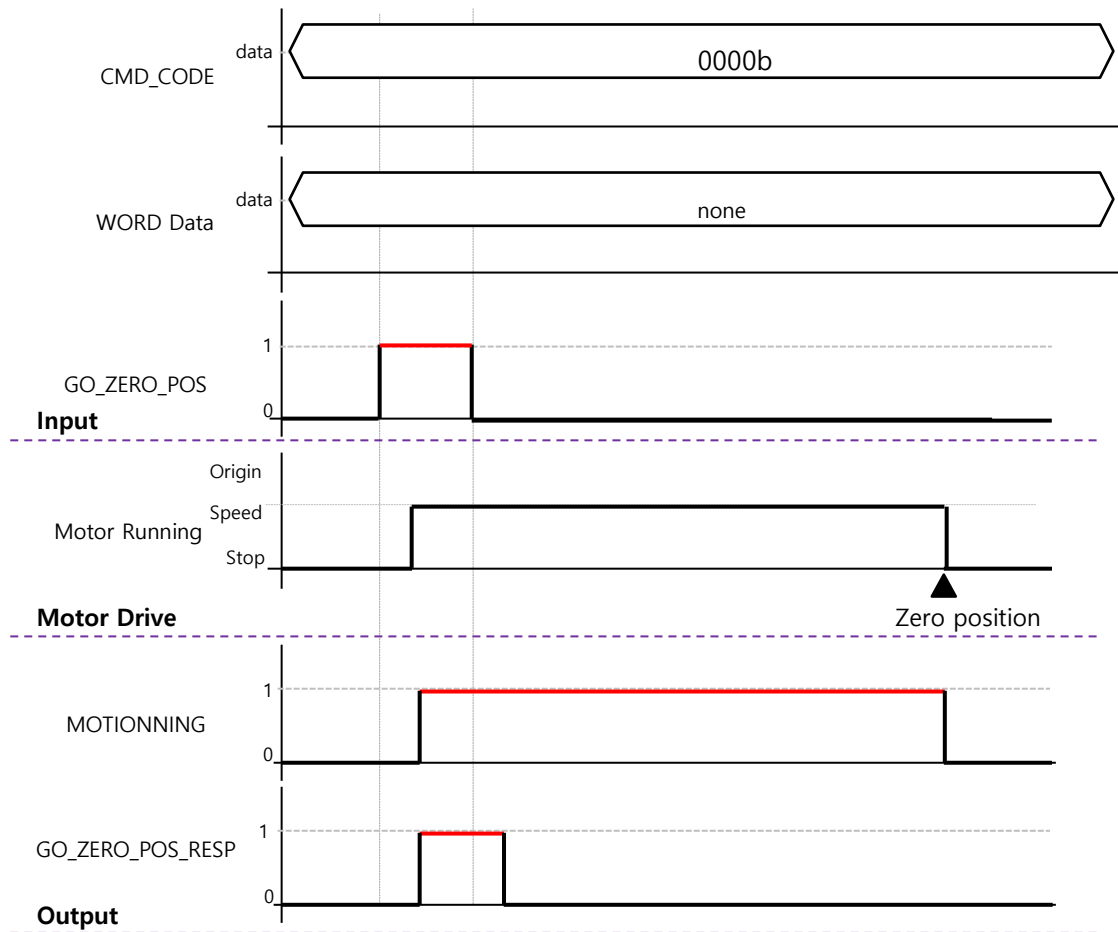 data
CMD_CODE
0000b
data
WORD Data
none
1
GO_ZERO_POS
0
Input
Origin
Speed
Motor Running
Stop
Motor Drive
Zero position
1
MOTIONNING
0
1
GO_ZERO_POS_RESP
0
Output